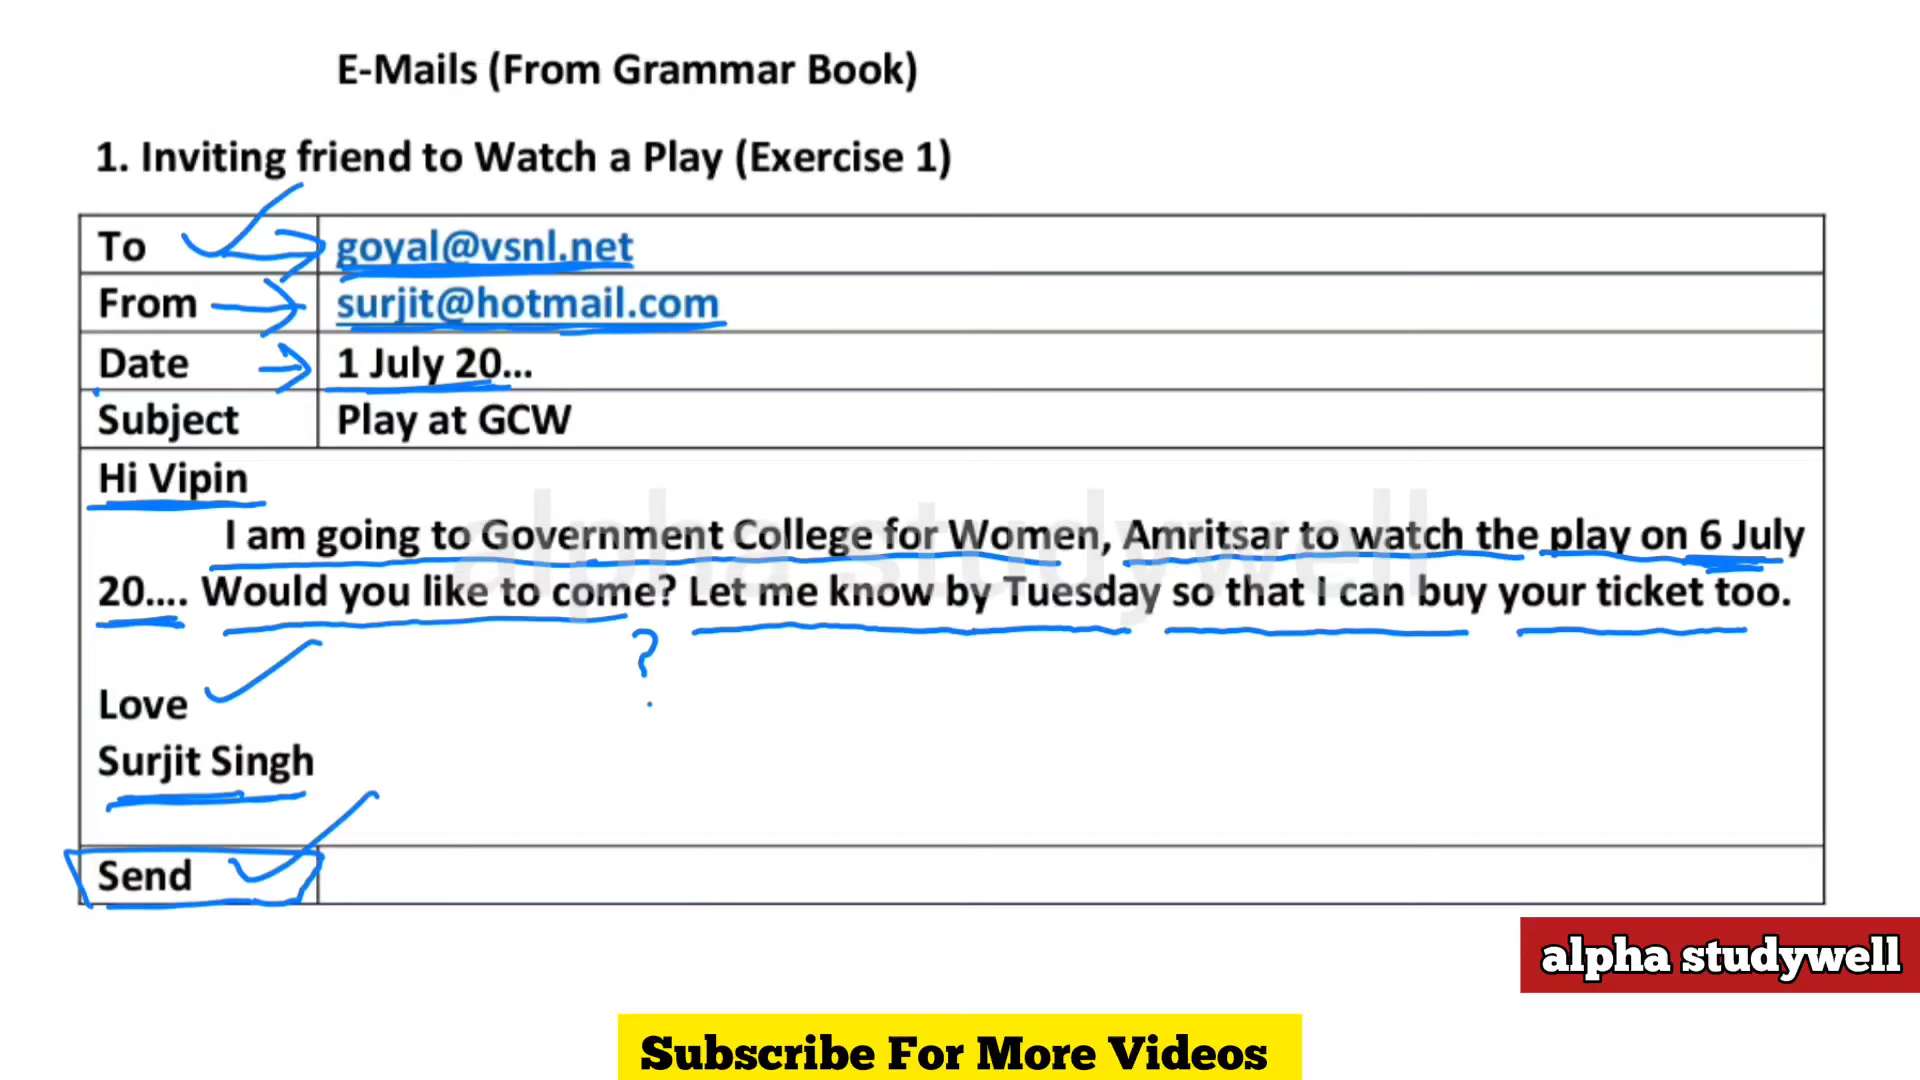 E-Mails (From Grammar Book)
1. Inviting friend to Watch a Play (Exercise 1)
To goyal@vsnl.net
From surjit@hotmail.com
Date 1 July 20...
Subject Play at GCW
Hi Vipin
I am going to Government College for Women, Amritsar to watch the play on 6 July
20.... Would you like to come? Let me know by Tuesday so that I can buy your ticket too.
alpha studywell
?
Love
Surjit Singh
Send
alpha studywell
Subscribe For More Videos